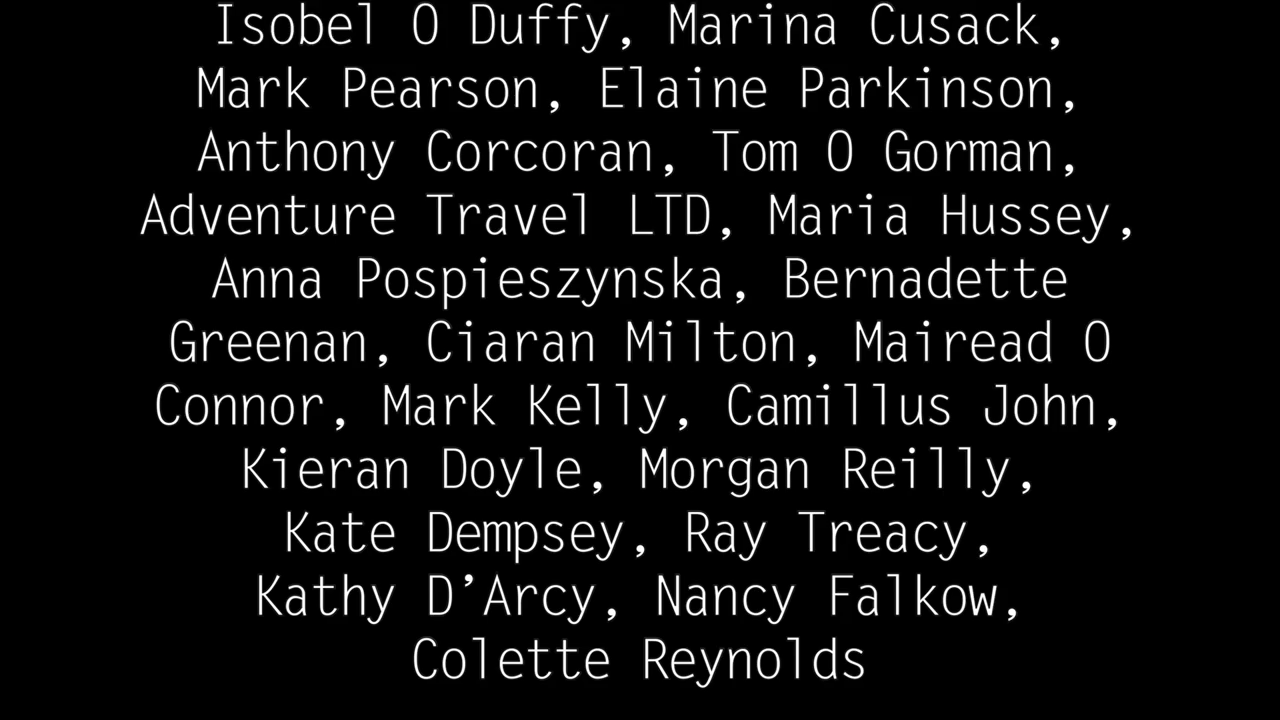 Isobel O Duffy, Marina Cusack,
Mark Pearson, Elaine Parkinson,
Anthony Corcoran, Tom O Gorman,
Adventure Travel LTD, Maria Hussey,
Anna Pospieszynska, Bernadette
Greenan, Ciaran Milton, Mairead O
Connor, Mark Kelly, Camillus John,
Kieran Doyle, Morgan Reilly,
Kate Dempsey, Ray Treacy,
Kathy D’Arcy, Nancy Falkow,
Colette Reynolds